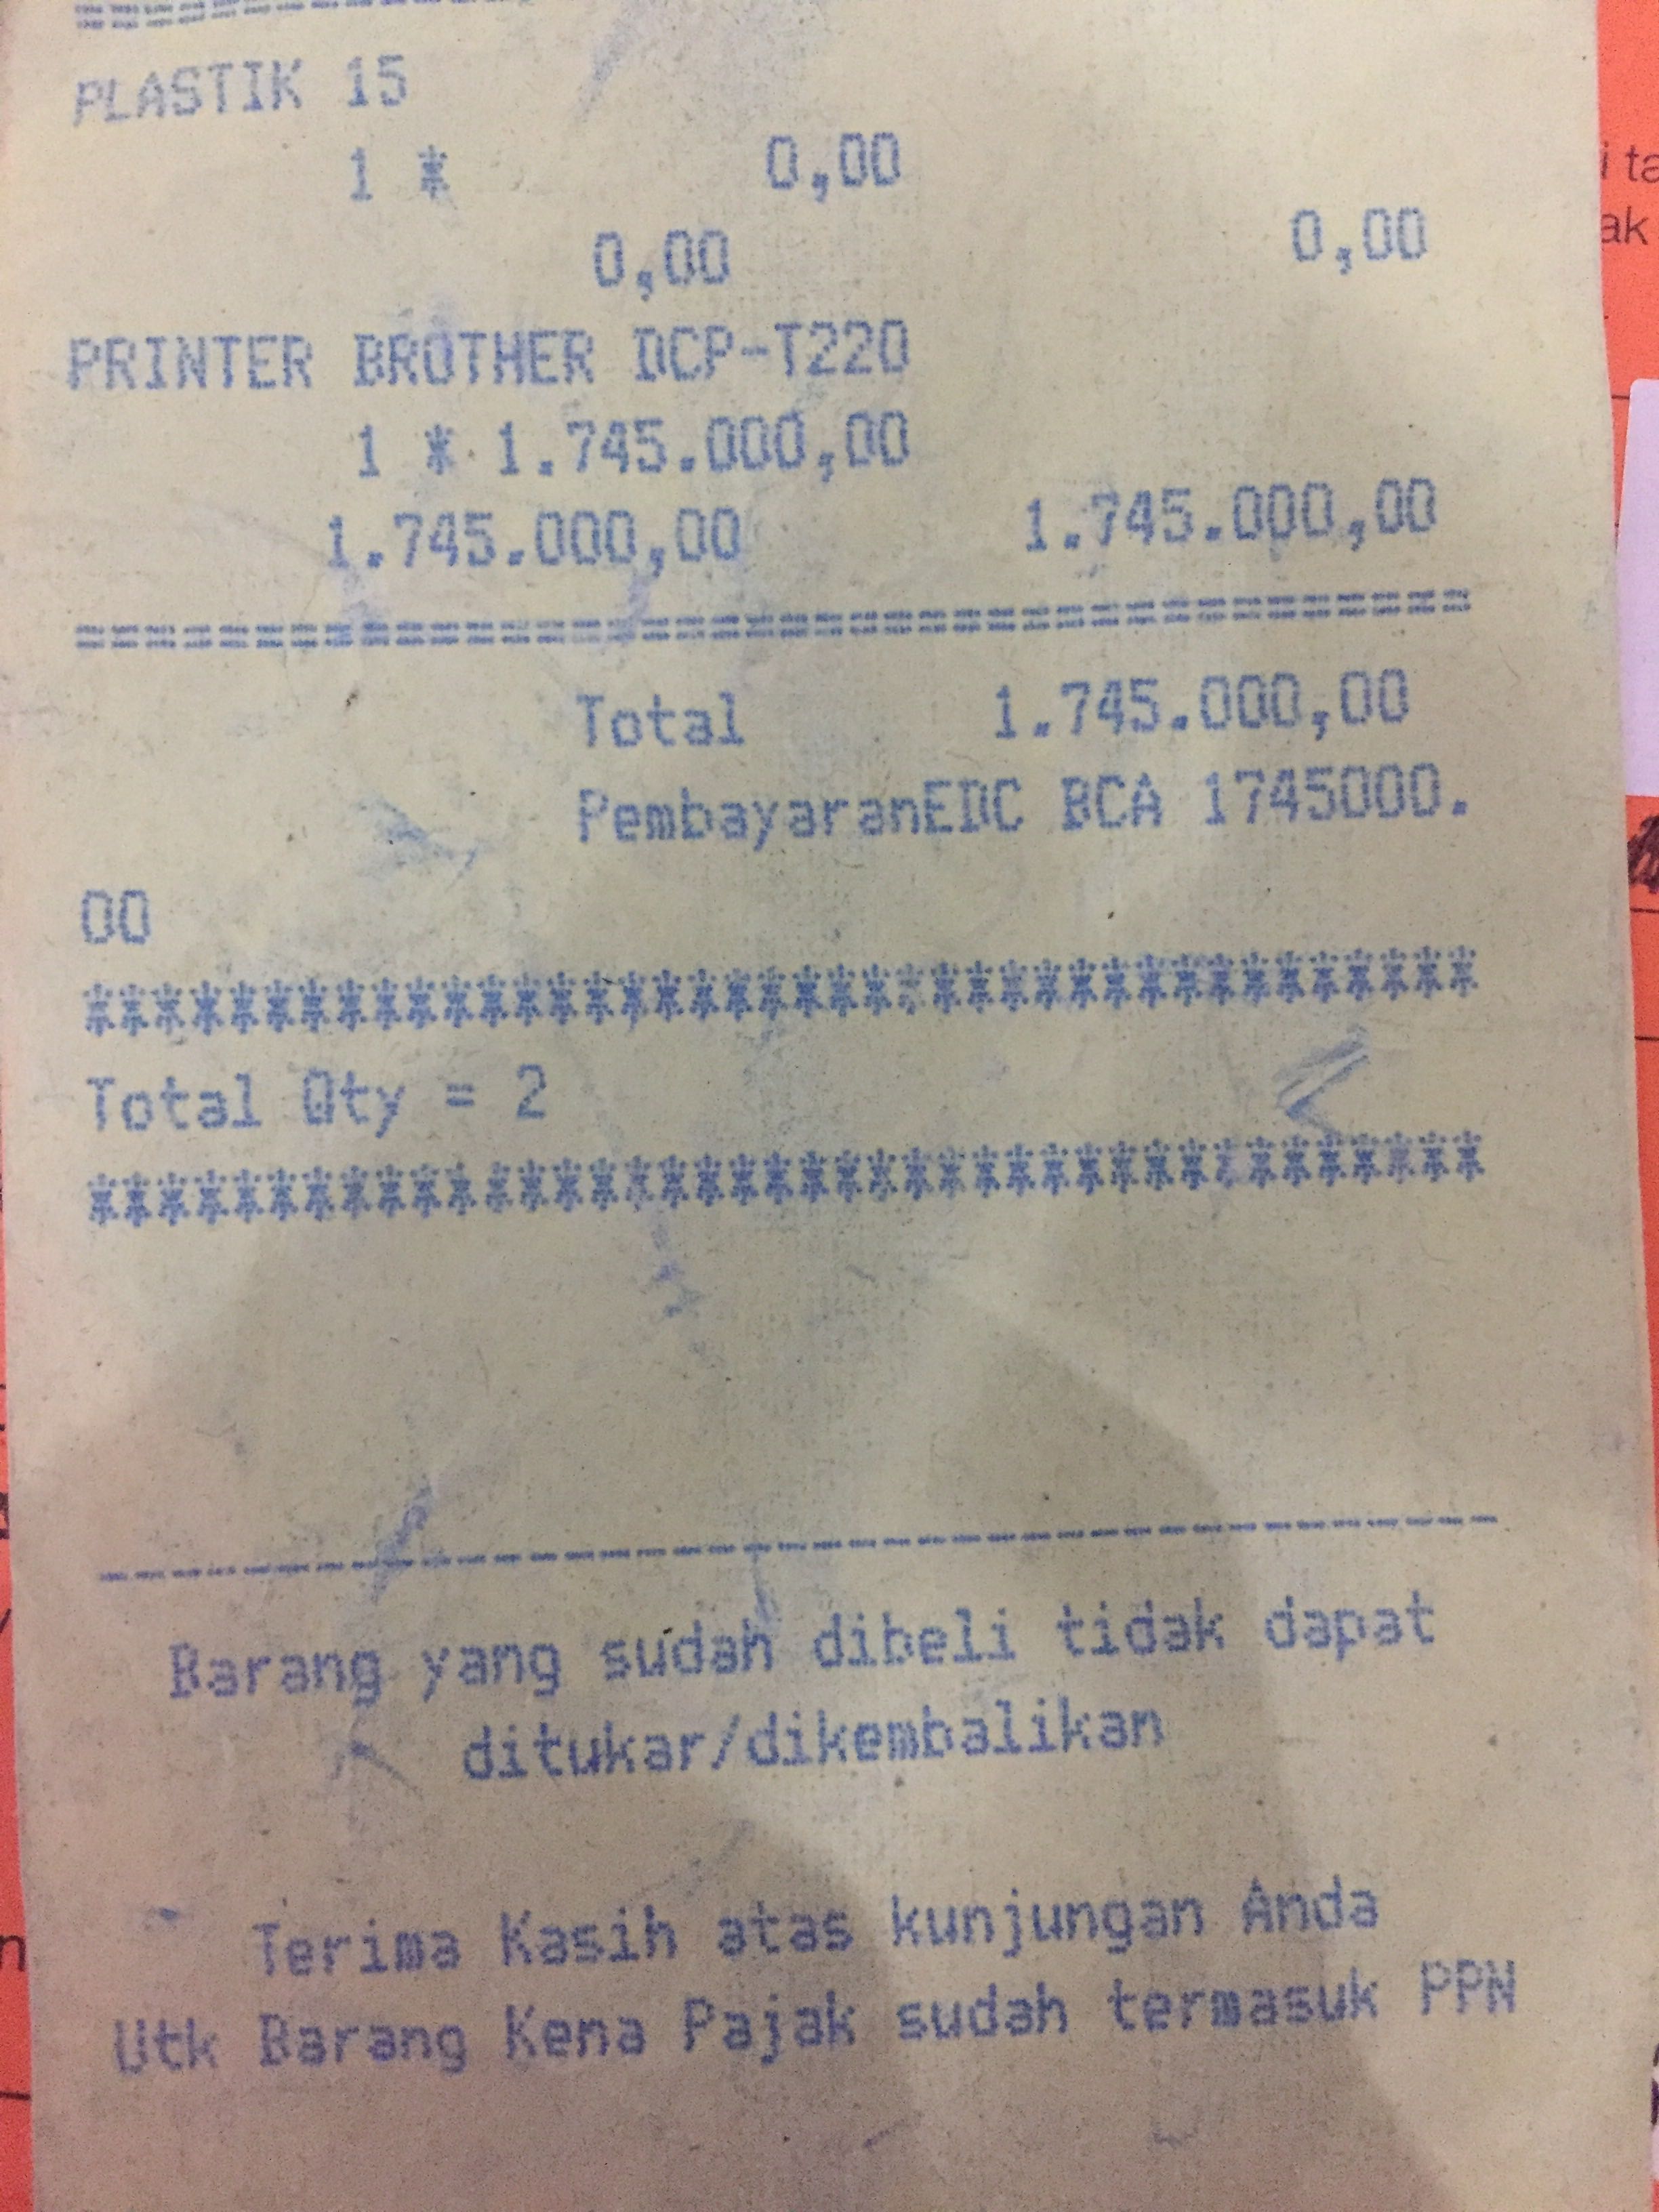 ================================
PLASTIK 15
1 * 0,00
0,00 0,00
PRINTER BROTHER DCP-T220
1 * 1.745.000,00
1.745.000,00 1.745.000,00
========================================
Total 1.745.000,00
PembayaranEDC BCA 1745000.
00
****************************************
Total Qty = 2
****************************************
----------------------------------------
Barang yang sudah dibeli tidak dapat
ditukar/dikembalikan
Terima Kasih atas kunjungan Anda
Utk Barang Kena Pajak sudah termasuk PPN